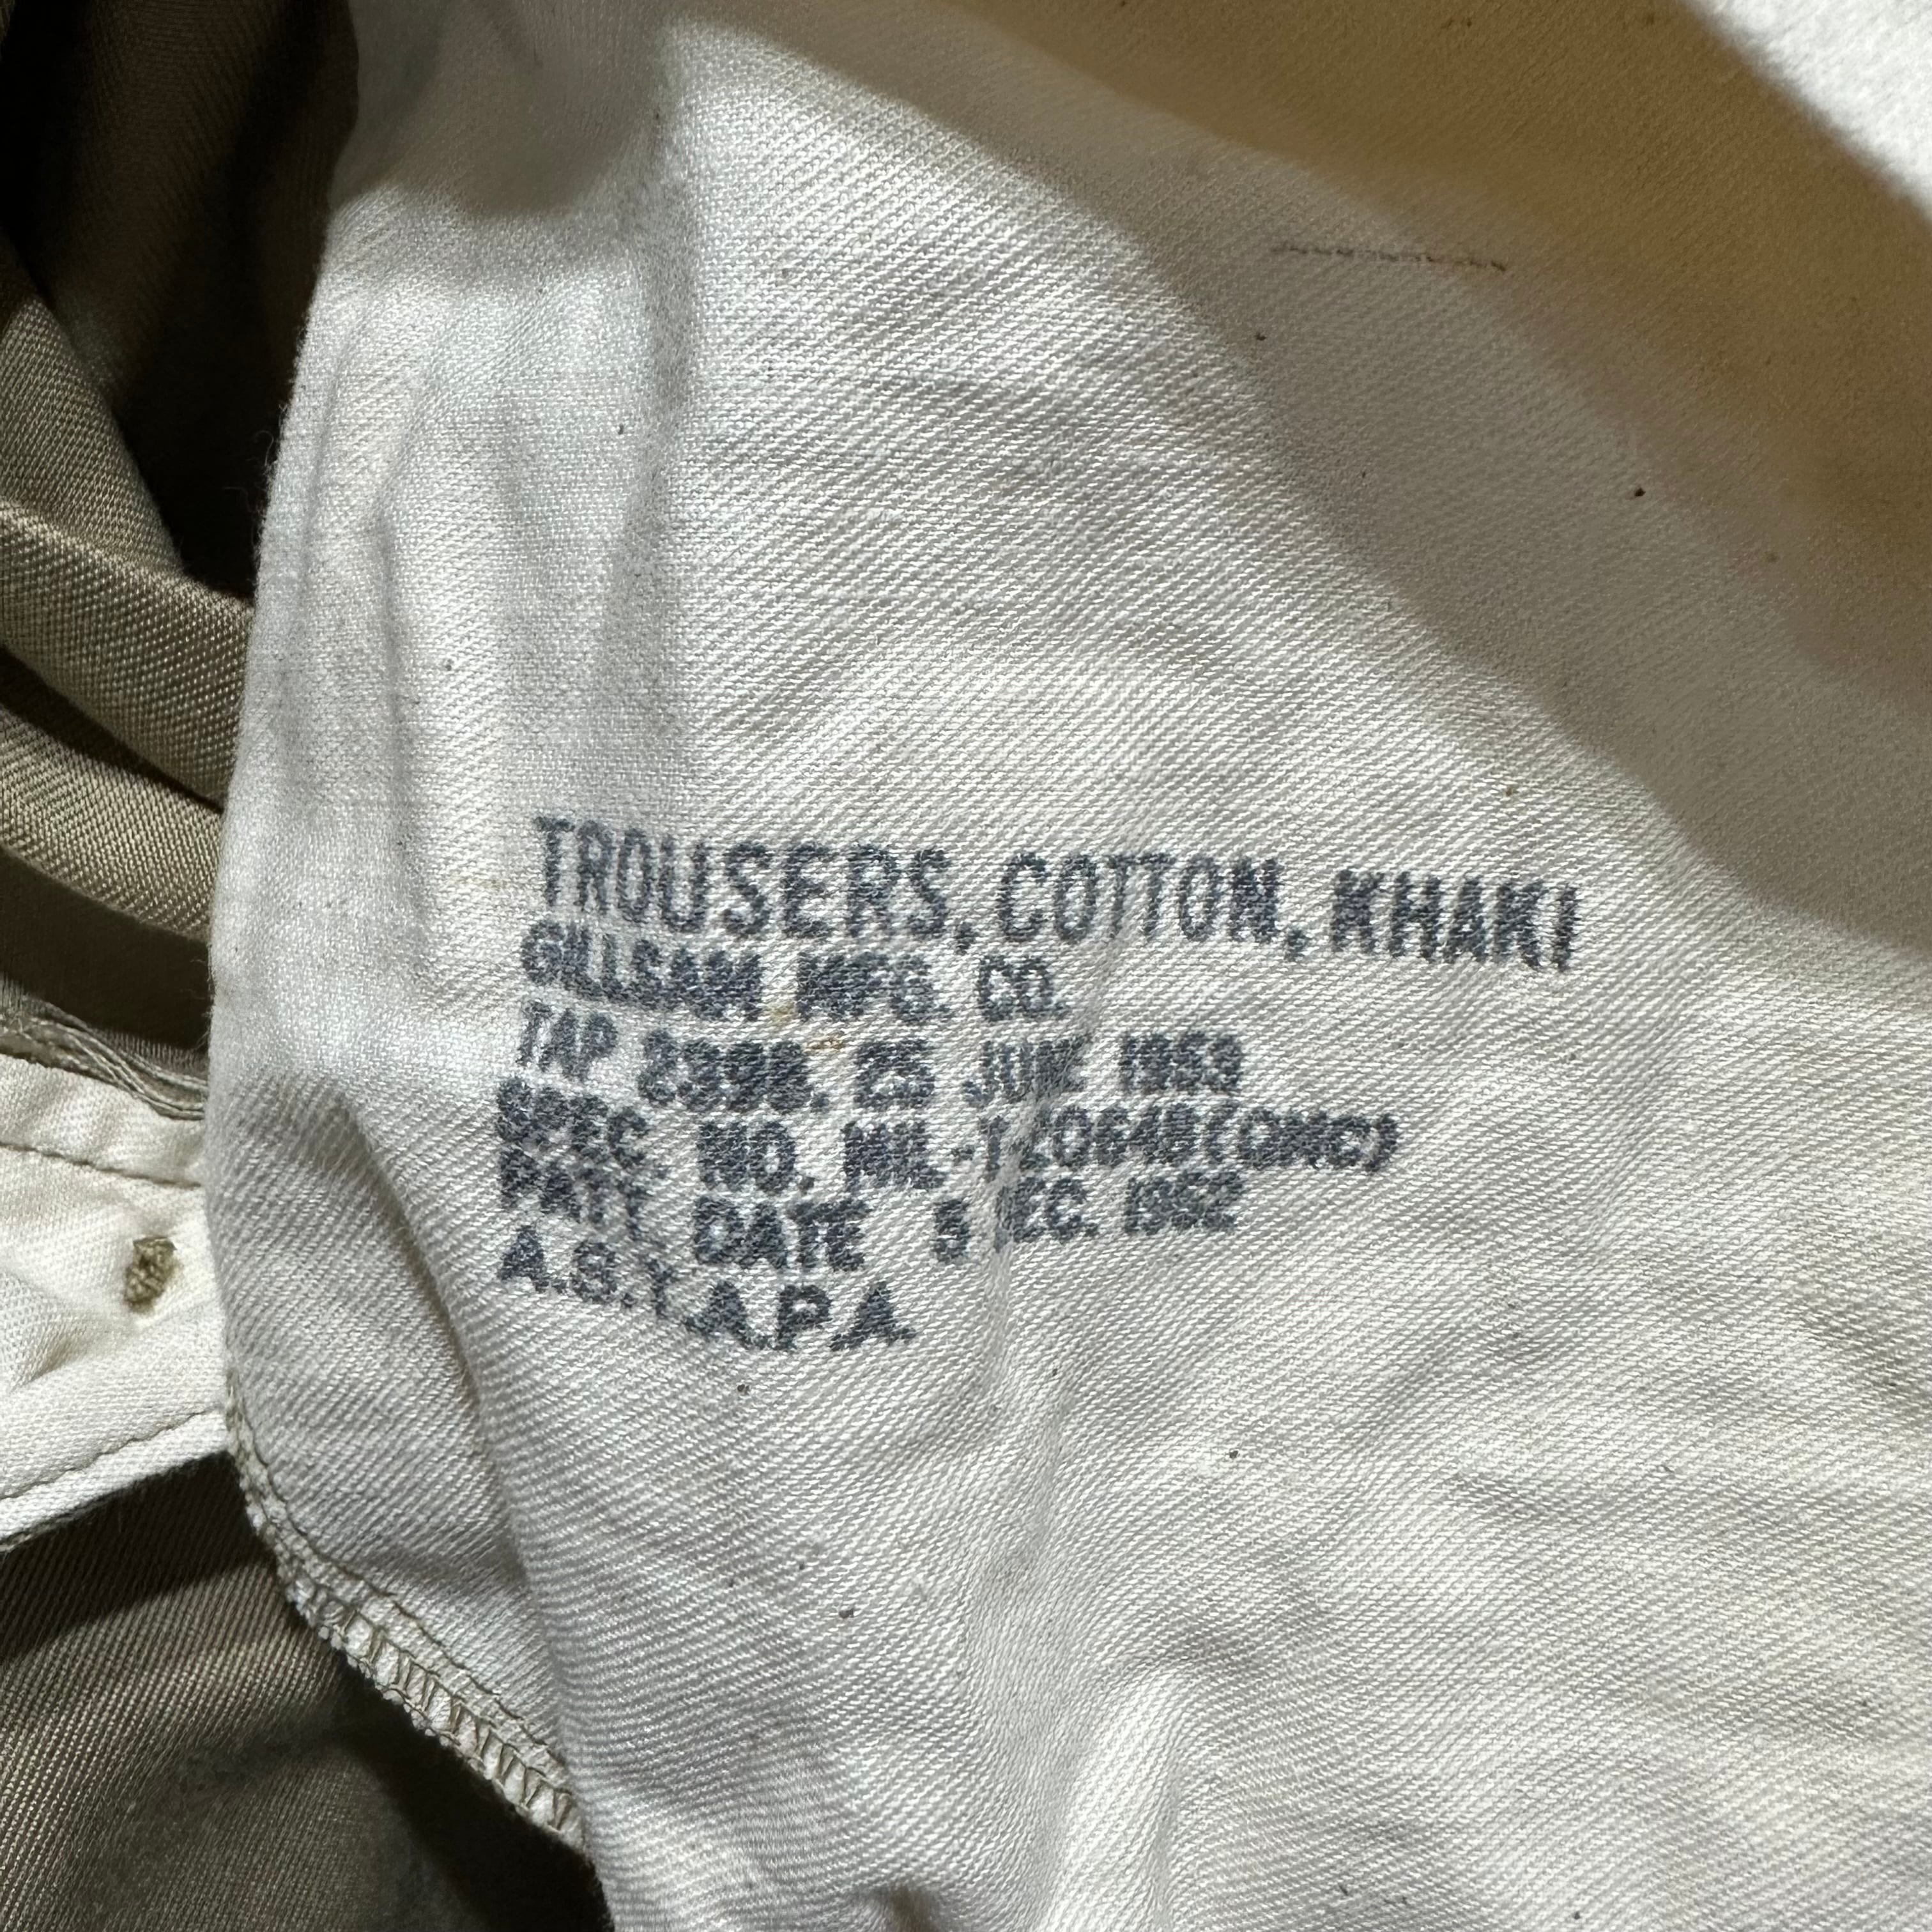 TROUSERS, COTTON, KHAKI
GILLSAM MFG. CO.
TAP 2398. 25 JUNE 1953
SPEC. NO. MIL-T2064B(QMC)
PATT. DATE 5 DEC. 1952
A.S.T.A.P.A.